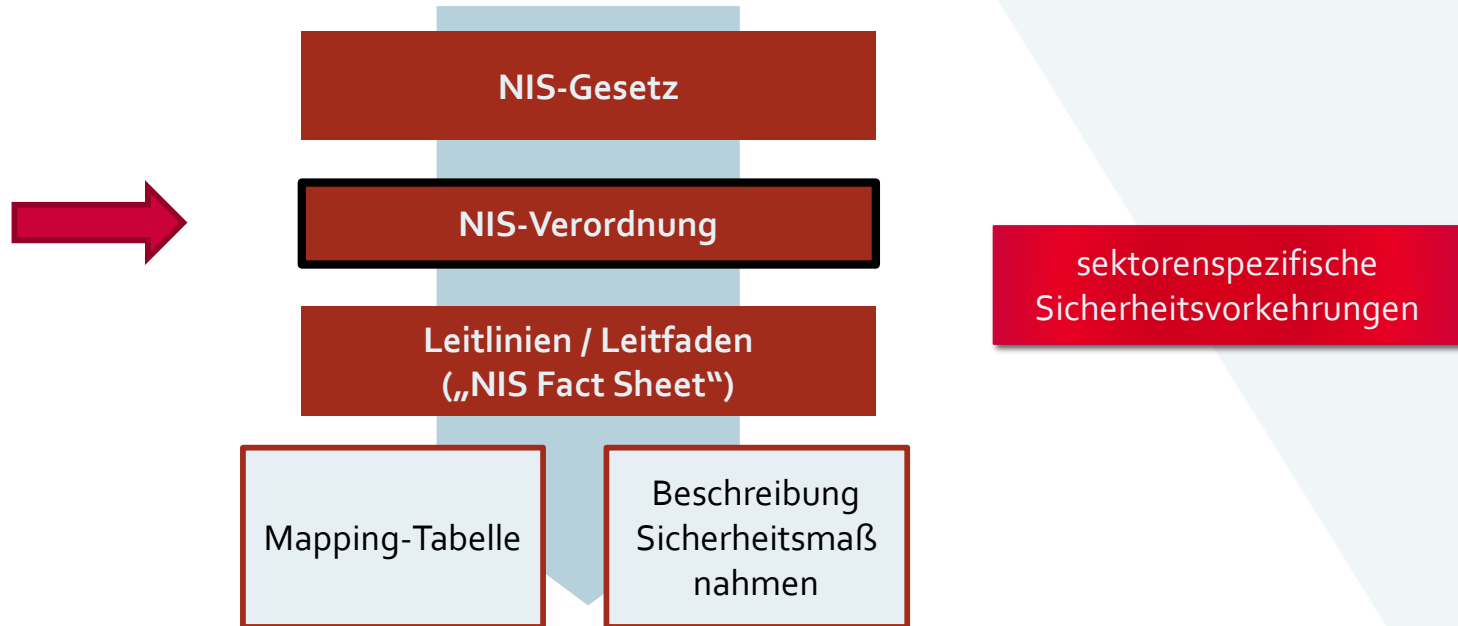 NIS-Gesetz
NIS-Verordnung
Leitlinien / Leitfaden
(„NIS Fact Sheet“)
Mapping-Tabelle
Beschreibung
Sicherheitsmaß
nahmen
sektorenspezifische
Sicherheitsvorkehrungen